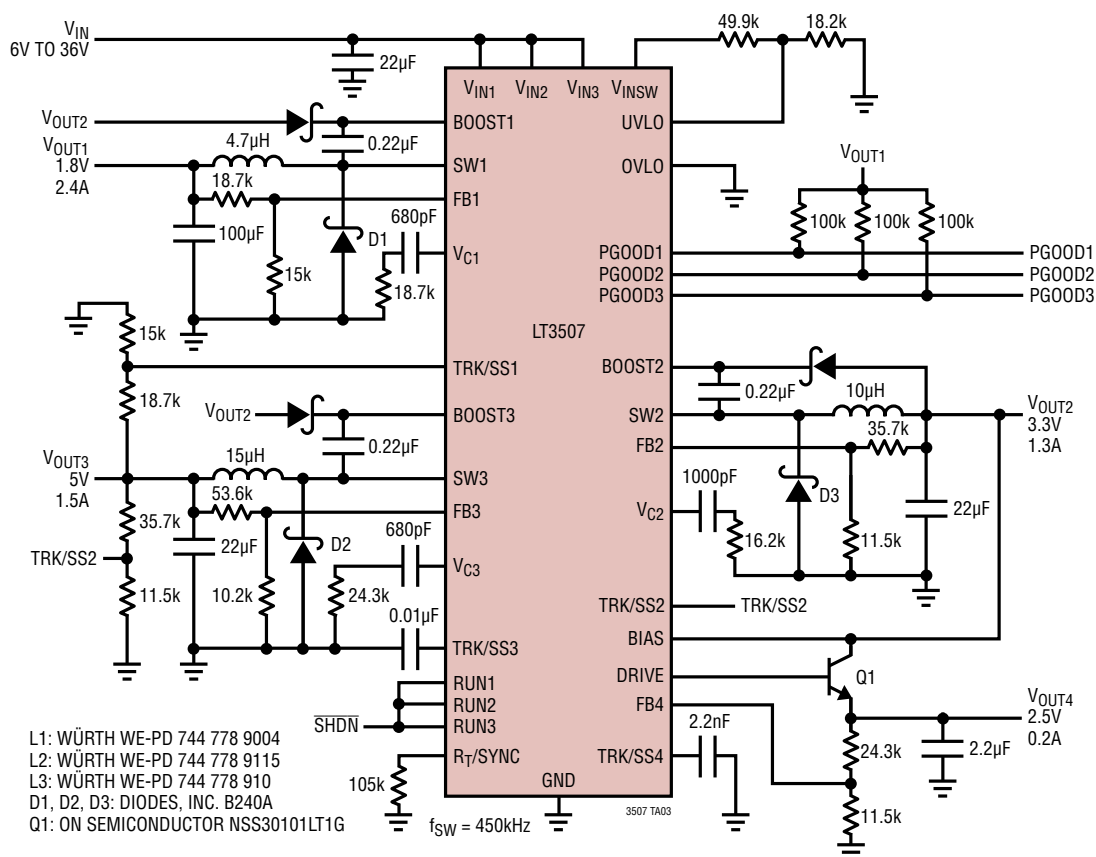 VIN
6V TO 36V
22µF
49.9k
18.2k
VIN1 VIN2 VIN3 VINSW
VOUT2
BOOST1
UVLO
0.22µF
VOUT1
1.8V
2.4A
4.7µH
SW1
OVLO
18.7k
FB1
VOUT1
680pF
100k
100k
100k
100µF
D1
VC1
PGOOD1
PGOOD1
15k
18.7k
PGOOD2
PGOOD2
PGOOD3
PGOOD3
15k
LT3507
TRK/SS1
BOOST2
18.7k
0.22µF
10µH
VOUT2
BOOST3
SW2
VOUT2
3.3V
1.3A
0.22µF
35.7k
FB2
VOUT3
5V
1.5A
15µH
SW3
1000pF
D3
53.6k
FB3
VC2
22µF
35.7k
22µF
D2
680pF
16.2k
11.5k
TRK/SS2
VC3
11.5k
10.2k
24.3k
0.01µF
TRK/SS2
TRK/SS2
TRK/SS3
BIAS
RUN1
DRIVE
Q1
RUN2
FB4
SHDN
RUN3
VOUT4
2.5V
0.2A
2.2nF
24.3k
2.2µF
RT/SYNC
TRK/SS4
105k
GND
11.5k
3507 TA03
fSW = 450kHz
L1: WÜRTH WE-PD 744 778 9004
L2: WÜRTH WE-PD 744 778 9115
L3: WÜRTH WE-PD 744 778 910
D1, D2, D3: DIODES, INC. B240A
Q1: ON SEMICONDUCTOR NSS30101LT1G